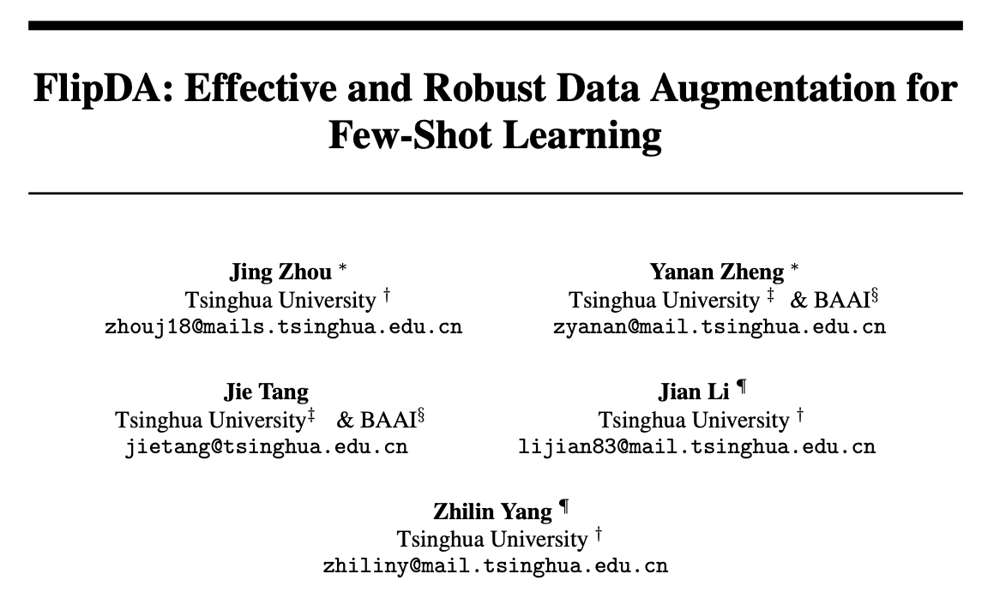 FlipDA: Effective and Robust Data Augmentation for
Few-Shot Learning
Jing Zhou *
Tsinghua University †
zhouj18@mails.tsinghua.edu.cn
Yanan Zheng *
Tsinghua University ‡ & BAAI§
zyanan@mail.tsinghua.edu.cn
Jie Tang
Tsinghua University‡ & BAAI§
jietang@tsinghua.edu.cn
Jian Li ¶
Tsinghua University †
lijian83@mail.tsinghua.edu.cn
Zhilin Yang ¶
Tsinghua University †
zhiliny@mail.tsinghua.edu.cn